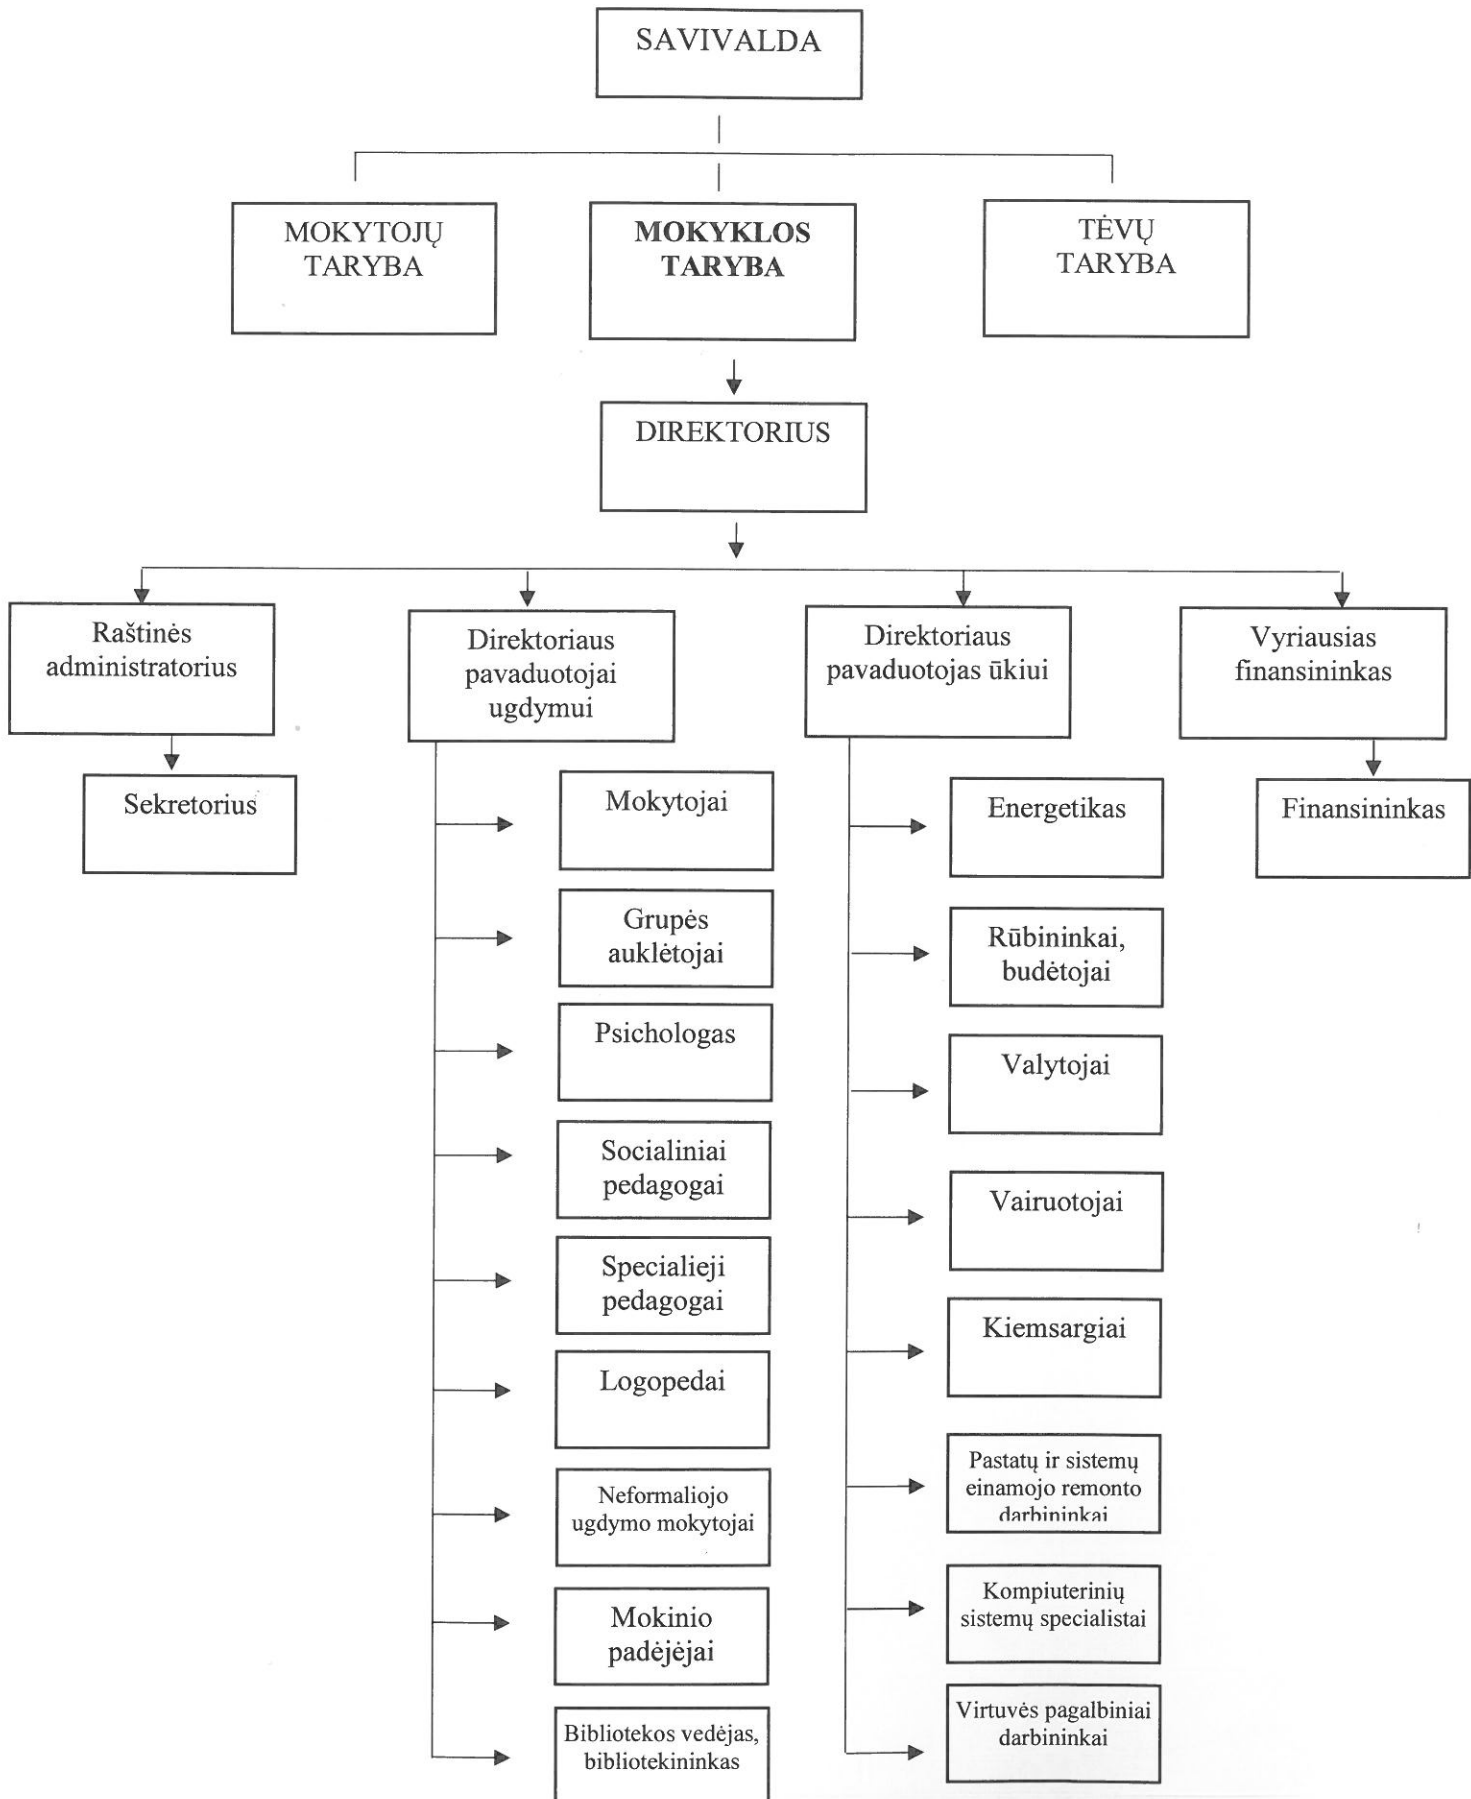 SAVIVALDA
MOKYTOJŲ
TARYBA
MOKYKLOS
TARYBA
TĖVŲ
TARYBA
DIREKTORIUS
Raštinės
administratorius
Direktoriaus
pavaduotojai
ugdymui
Direktoriaus
pavaduotojas ūkiui
Vyriausias
finansininkas
Sekretorius
Mokytojai
Energetikas
Finansininkas
Grupės
auklėtojai
Rūbininkai,
budėtojai
Psichologas
Valytojai
Socialiniai
pedagogai
Vairuotojai
Specialieji
pedagogai
Kiemsargiai
Logopedai
Pastatų ir sistemų
einamojo remonto
darbininkai
Neformaliojo
ugdymo mokytojai
Kompiuterinių
sistemų specialistai
Mokinio
padėjėjai
Virtuvės pagalbiniai
darbininkai
Bibliotekos vedėjas,
bibliotekininkas